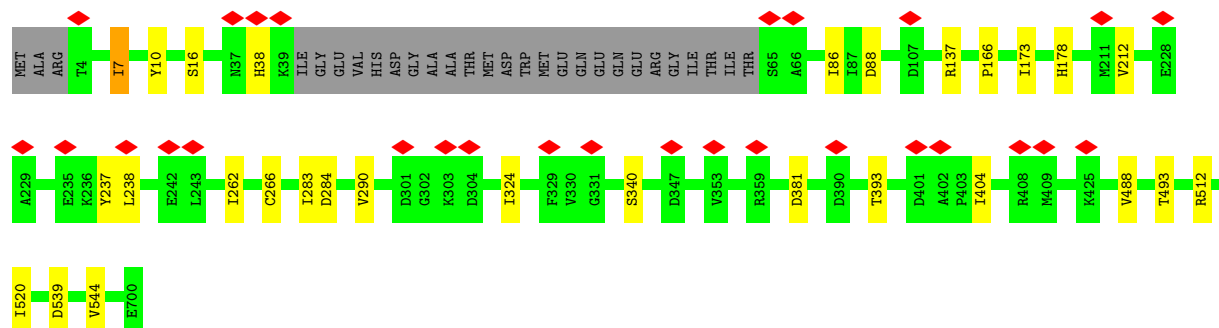 MET ALA ARG T4 I7 Y10 S16 N37 H38 K39 ILE GLY GLU VAL HIS ASP GLY ALA ALA THR MET ASP TRP MET GLU GLN GLU GLN GLU ARG GLY ILE THR ILE THR S65 A66 I86 I87 D88 D107 R137 P166 I173 H178 M211 V212 E228
A229 E235 K236 Y237 L238 E242 L243 I262 C266 I283 D284 V290 D301 G302 K303 D304 I324 F329 V330 G331 S340 D347 V353 R359 D381 D390 T393 D401 A402 P403 I404 R408 M409 K425 V488 T493 R512
I520 D539 V544 E700